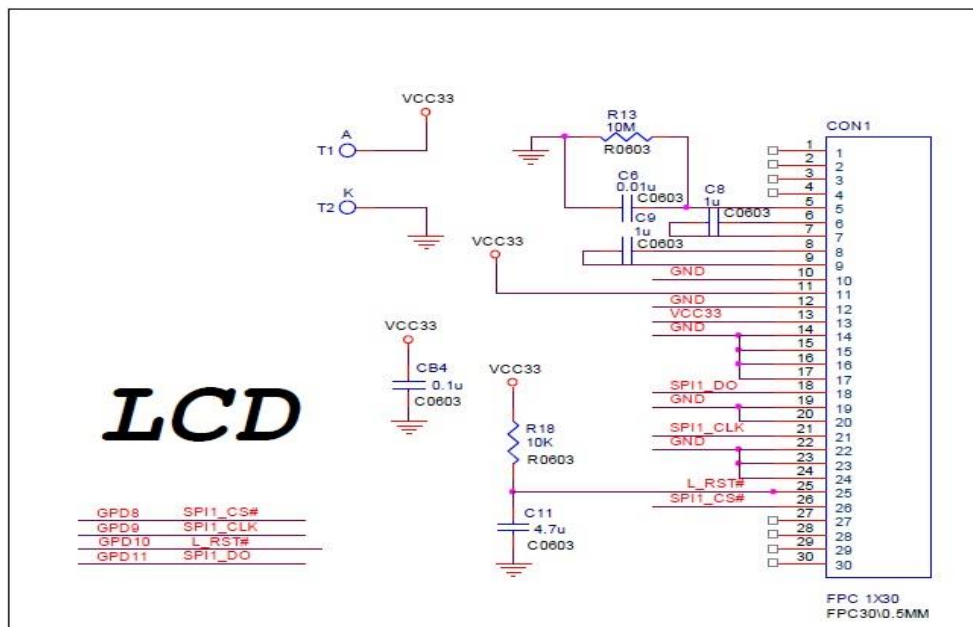 VCC33
A
T1
K
T2
R13
10M
R0603
C6
0.01u
C0603
C8
1u
C0603
C9
1u
C0603
VCC33
CON1
1 1
2 2
3 3
4 4
5 5
6 6
7 7
8 8
9 9
GND 10 10
11 11
GND 12 12
VCC33 13 13
GND 14 14
15 15
16 16
17 17
SPI1_DO 18 18
GND 19 19
20 20
SPI1_CLK 21 21
GND 22 22
23 23
24 24
L_RST# 25 25
SPI1_CS# 26 26
27 27
28 28
29 29
30 30
FPC 1X30
FPC30\0.5MM
VCC33
CB4
0.1u
C0603
VCC33
R18
10K
R0603
C11
4.7u
C0603
LCD
GPD8 SPI1_CS#
GPD9 SPI1_CLK
GPD10 L_RST#
GPD11 SPI1_DO